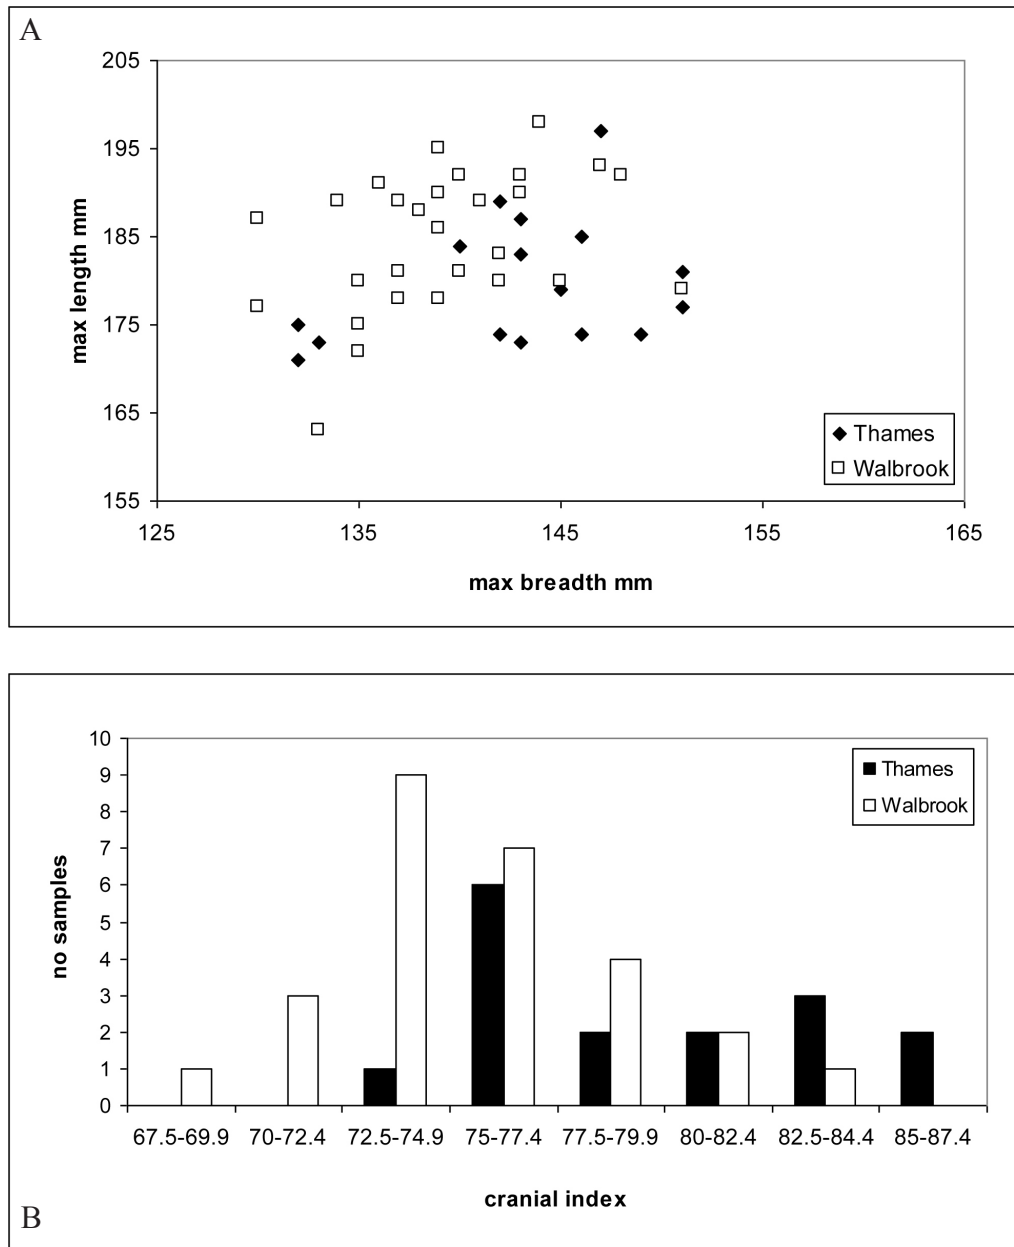 A
205
195
185
175
165
155
max length mm
Thames
Walbrook
125 135 145 155 165
max breadth mm
10
9
8
7
6
5
4
3
2
1
0
no samples
Thames
Walbrook
67.5-69.9 70-72.4 72.5-74.9 75-77.4 77.5-79.9 80-82.4 82.5-84.4 85-87.4
cranial index
B